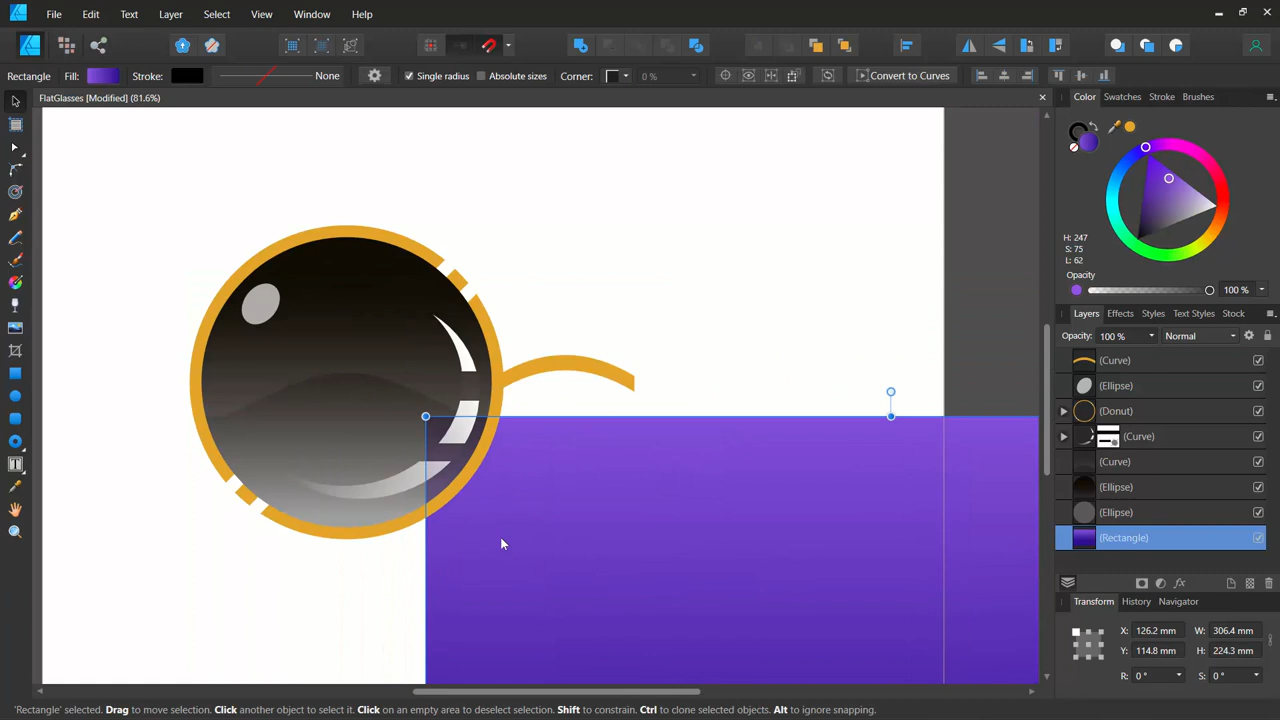 File Edit Text Layer Select View Window Help
Rectangle Fill: Stroke: None Single radius Absolute sizes Corner: 0 % Convert to Curves
FlatGlasses [Modified] (81.6%)
Color Swatches Stroke Brushes
H: 247
S: 75
L: 62
Opacity
100 %
Layers Effects Styles Text Styles Stock
Opacity: 100 % Normal
(Curve)
(Ellipse)
(Donut)
(Curve)
(Curve)
(Ellipse)
(Ellipse)
(Rectangle)
Transform History Navigator
X: 126.2 mm W: 306.4 mm
Y: 114.8 mm H: 224.3 mm
R: 0 ° S: 0 °
'Rectangle' selected. Drag to move selection. Click another object to select it. Click on an empty area to deselect selection. Shift to constrain. Ctrl to clone selected objects. Alt to ignore snapping.